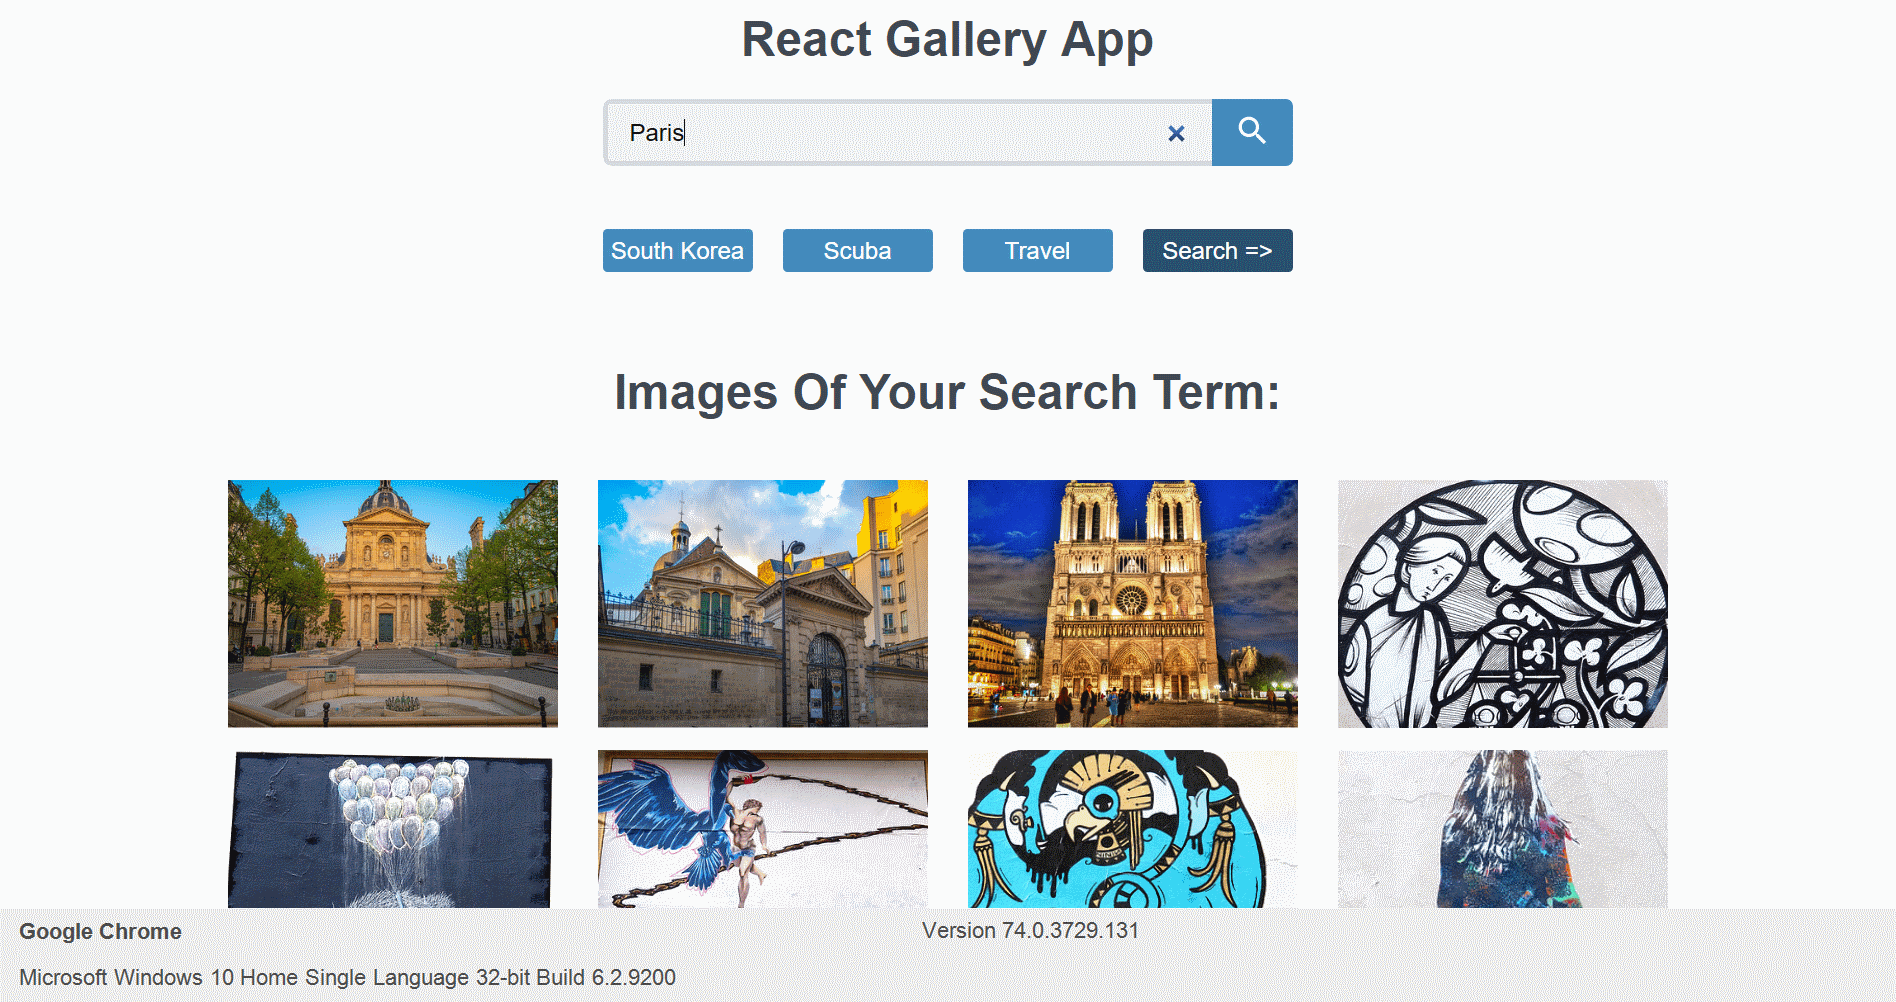 React Gallery App
Paris
South Korea
Scuba
Travel
Search =>
Images Of Your Search Term:
Google Chrome
Version 74.0.3729.131
Microsoft Windows 10 Home Single Language 32-bit Build 6.2.9200